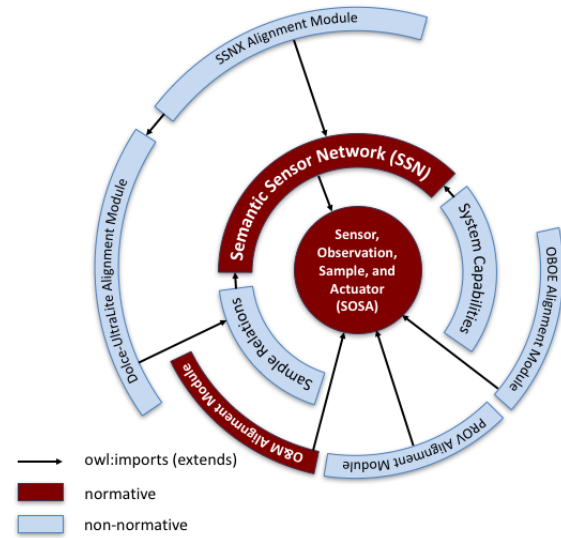 SSNX Alignment Module
Semantic Sensor Network (SSN)
Dolce-UltraLite Alignment Module
System Capabilities
OBOE Alignment Module
Sensor,
Observation,
Sample, and
Actuator
(SOSA)
Sample Relations
O&M Alignment Module
PROV Alignment Module
owl:imports (extends)
normative
non-normative